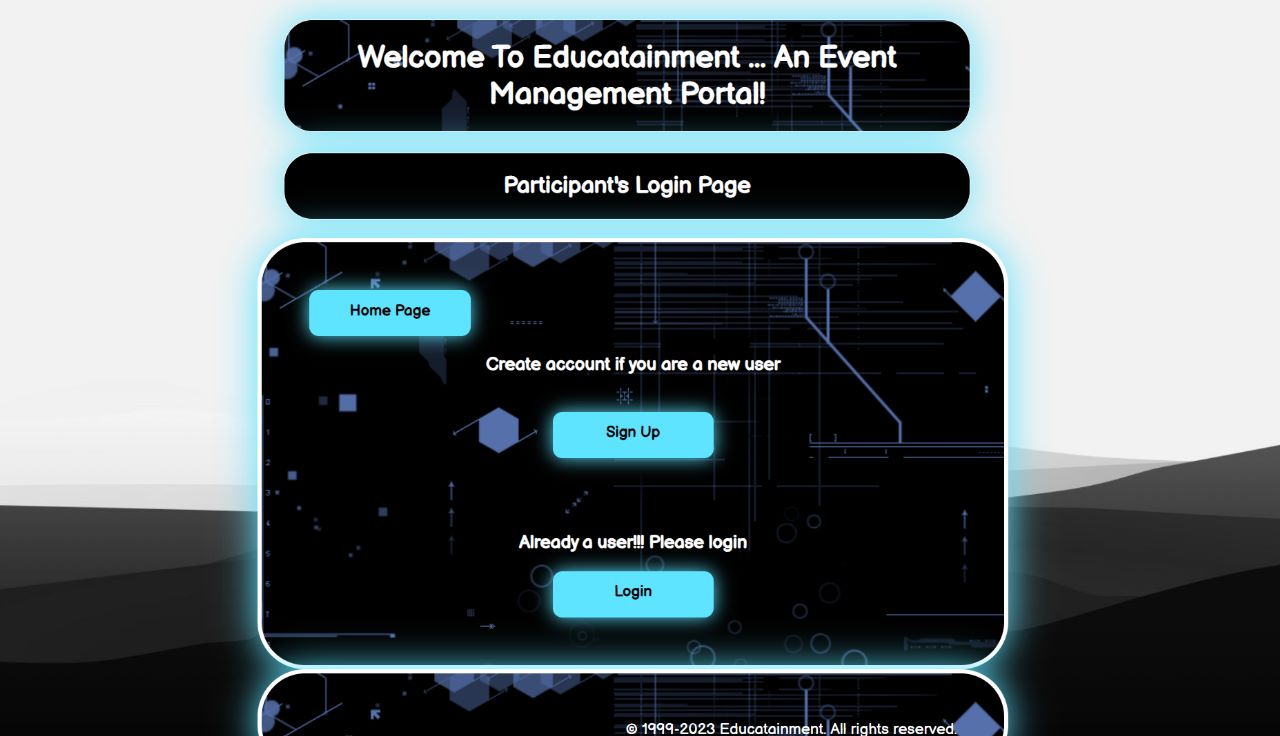 Welcome To Educatainment ... An Event
Management Portal!
Participant's Login Page
Home Page
Create account if you are a new user
Sign Up
Already a user!!! Please login
Login
© 1999-2023 Educatainment. All rights reserved.